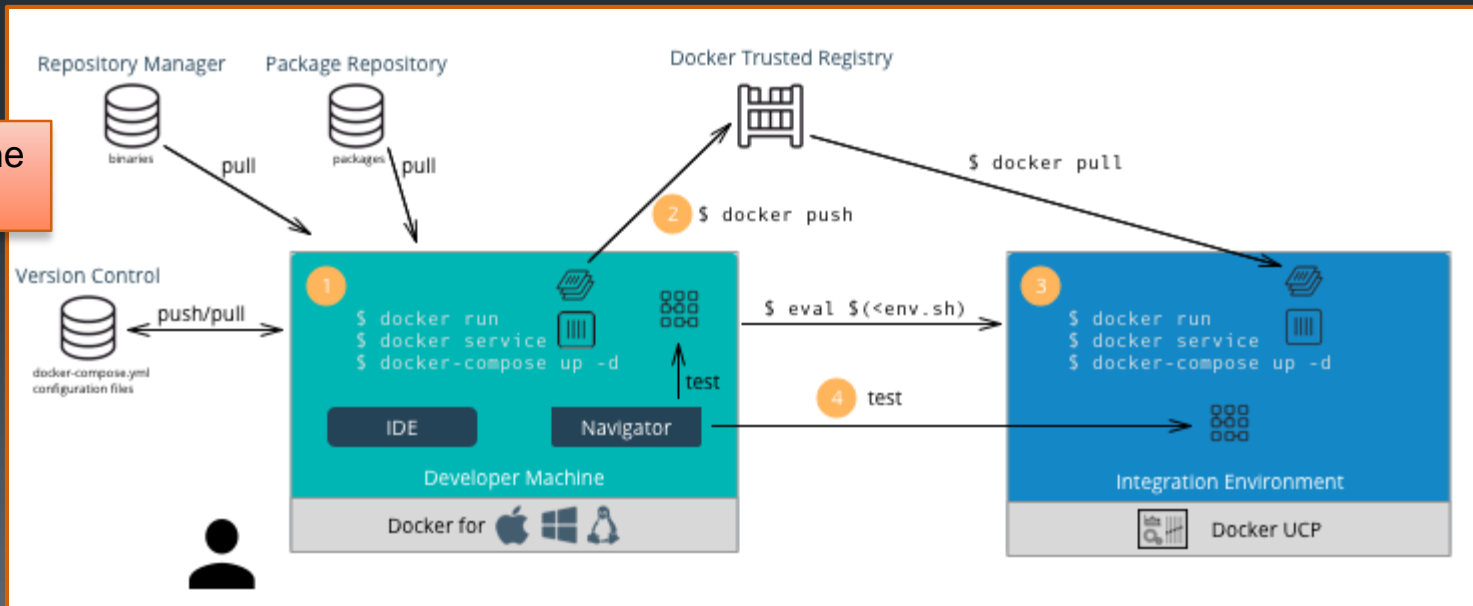 Repository Manager
Package Repository
Docker Trusted Registry
binaries
packages
pull
pull
$ docker pull
2
$ docker push
Version Control
push/pull
docker-compose.yml
configuration files
1
$ docker run
$ docker service
$ docker-compose up -d
test
IDE
Navigator
Developer Machine
Docker for
$ eval $(<env.sh)
4
test
3
$ docker run
$ docker service
$ docker-compose up -d
Integration Environment
Docker UCP